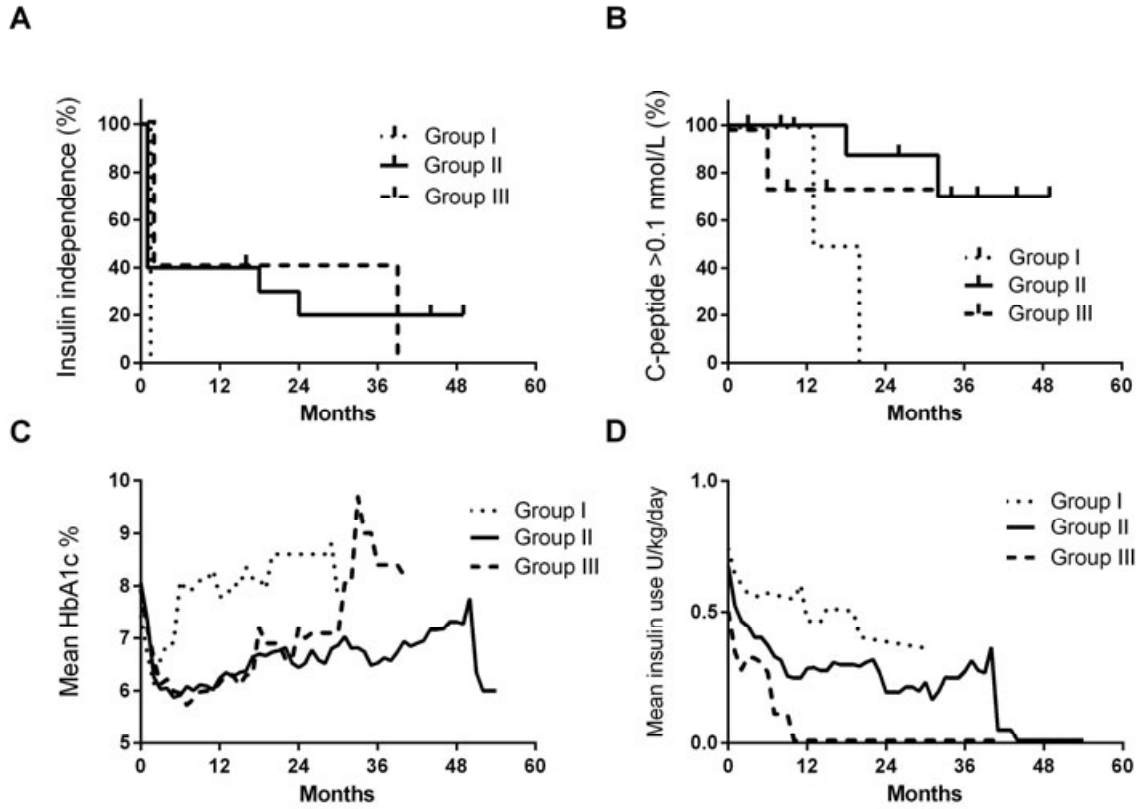 A
Insulin independence (%)
100
80
60
40
20
0
0 12 24 36 48 60
Months
Group I
Group II
Group III
B
C-peptide >0.1 nmol/L (%)
100
80
60
40
20
0
0 12 24 36 48 60
Months
Group I
Group II
Group III
C
Mean HbA1c %
10
9
8
7
6
5
0 12 24 36 48 60
Months
Group I
Group II
Group III
D
Mean insulin use U/kg/day
1.0
0.5
0.0
0 12 24 36 48 60
Months
Group I
Group II
Group III